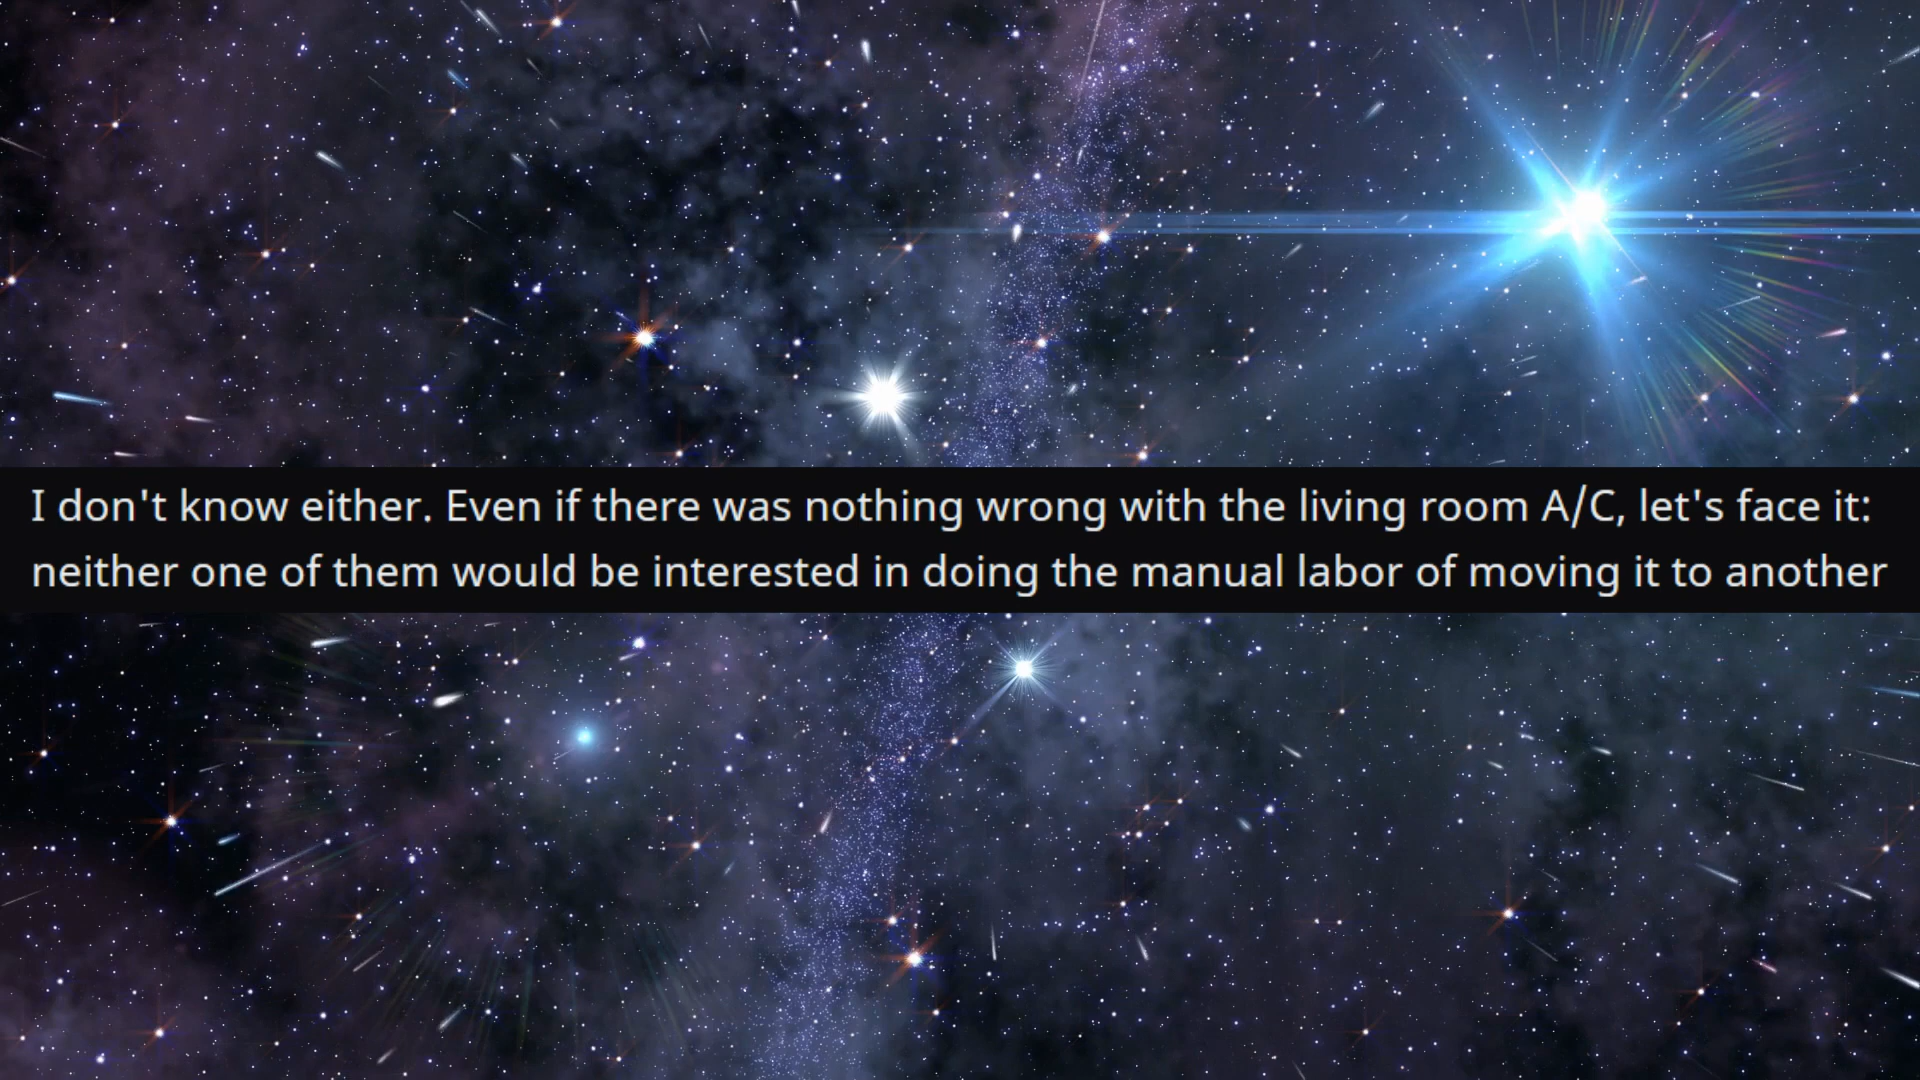 I don't know either. Even if there was nothing wrong with the living room A/C, let's face it:
neither one of them would be interested in doing the manual labor of moving it to another